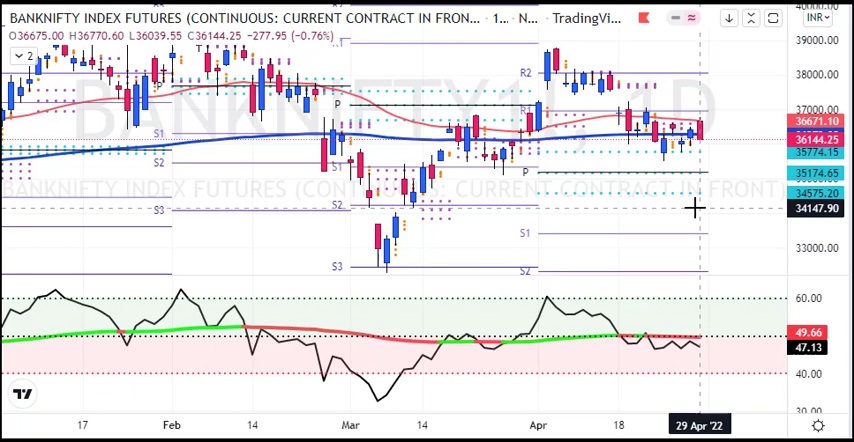 BANKNIFTY INDEX FUTURES (CONTINUOUS: CURRENT CONTRACT IN FRON... · 1... · N... · TradingVi...
INR
O36675.00 H36770.60 L36039.55 C36144.25 −277.95 (−0.76%)
2
39000.00
38000.00
37000.00
36671.10
36144.25
35774.15
35174.65
34575.20
34147.90
33000.00
R2
R1
P
S1
S2
P
S1
S2
S3
P
S1
S2
S3
BANKNIFTY INDEX FUTURES (CONTINUOUS: CURRENT CONTRACT IN FRONT)
60.00
49.66
47.13
40.00
30.00
17 Feb 14 Mar 14 Apr 18 29 Apr '22